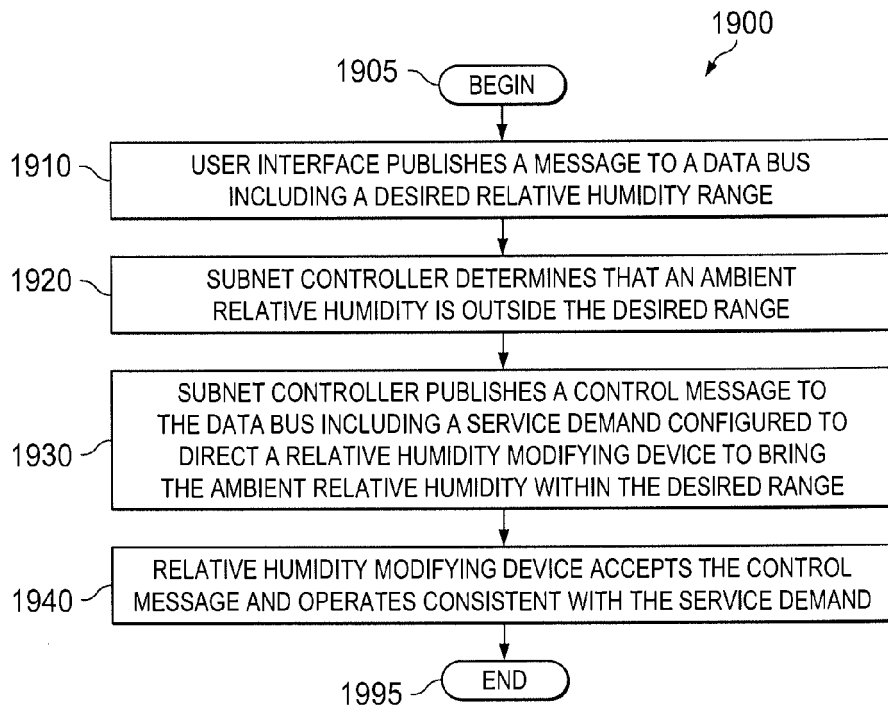 1900
1905
BEGIN
1910
USER INTERFACE PUBLISHES A MESSAGE TO A DATA BUS
INCLUDING A DESIRED RELATIVE HUMIDITY RANGE
1920
SUBNET CONTROLLER DETERMINES THAT AN AMBIENT
RELATIVE HUMIDITY IS OUTSIDE THE DESIRED RANGE
1930
SUBNET CONTROLLER PUBLISHES A CONTROL MESSAGE TO
THE DATA BUS INCLUDING A SERVICE DEMAND CONFIGURED TO
DIRECT A RELATIVE HUMIDITY MODIFYING DEVICE TO BRING
THE AMBIENT RELATIVE HUMIDITY WITHIN THE DESIRED RANGE
1940
RELATIVE HUMIDITY MODIFYING DEVICE ACCEPTS THE CONTROL
MESSAGE AND OPERATES CONSISTENT WITH THE SERVICE DEMAND
END
1995